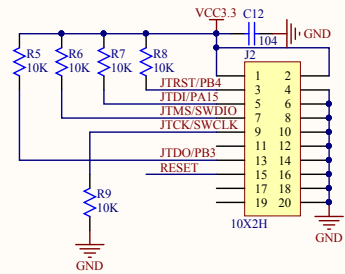 VCC3.3
C12
104
GND
R5 R6 R7 R8
10K 10K 10K 10K
J2
1 2
JTRST/PB4 3 4
JTDI/PA15 5 6
JTMS/SWDIO 7 8
JTCK/SWCLK 9 10
11 12
JTDO/PB3 13 14
RESET 15 16
17 18
19 20
R9
10K
10X2H
GND
GND